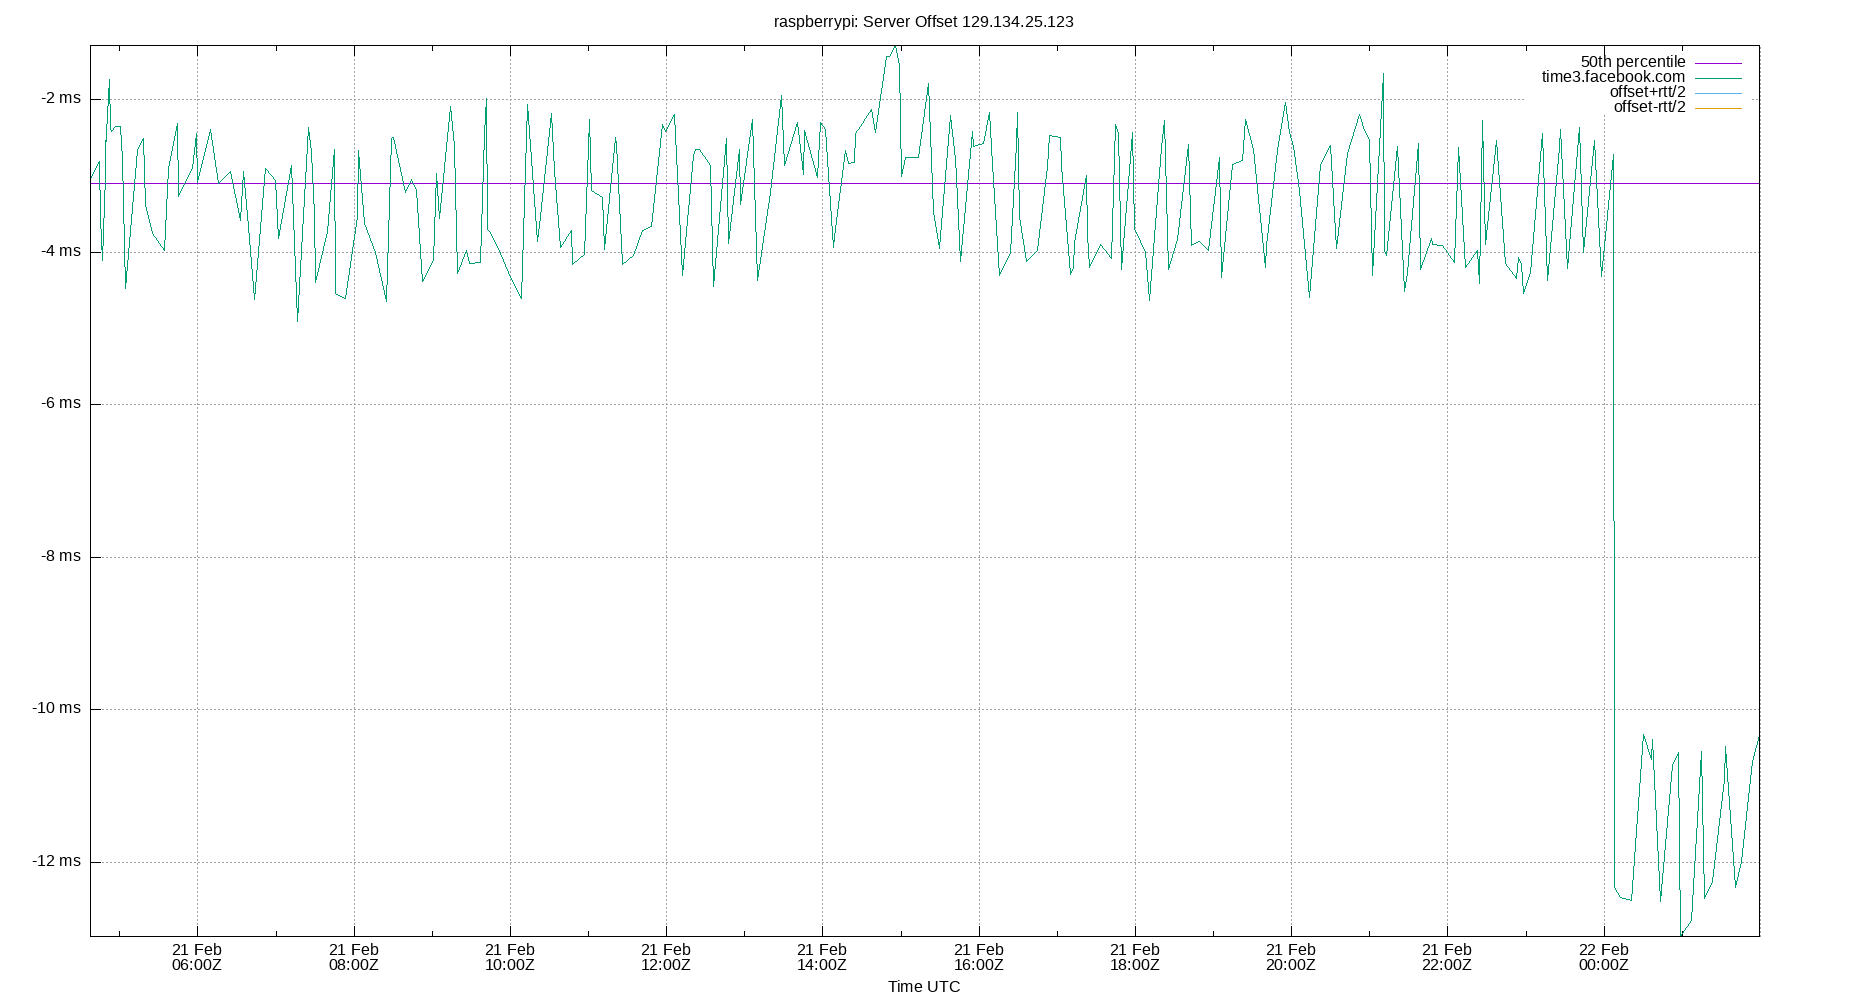 raspberrypi: Server Offset 129.134.25.123
50th percentile
time3.facebook.com
offset+rtt/2
offset-rtt/2
-2 ms
-4 ms
-6 ms
-8 ms
-10 ms
-12 ms
21 Feb 21 Feb 21 Feb 21 Feb 21 Feb 21 Feb 21 Feb 21 Feb 21 Feb 22 Feb
06:00Z 08:00Z 10:00Z 12:00Z 14:00Z 16:00Z 18:00Z 20:00Z 22:00Z 00:00Z
Time UTC